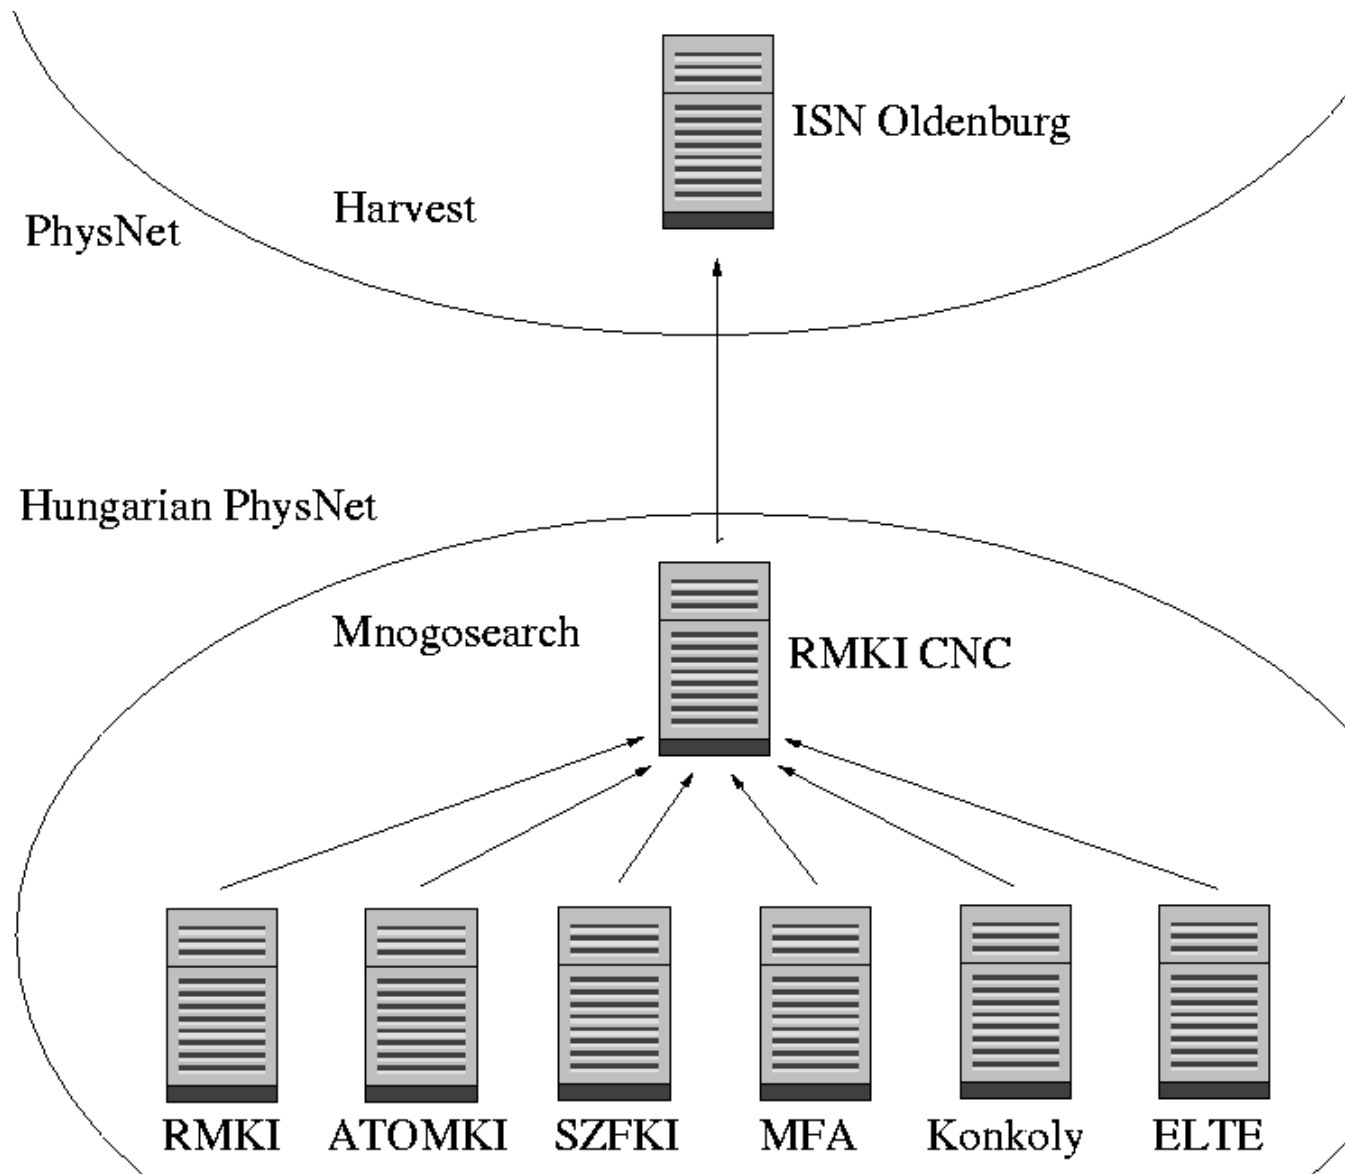 ISN Oldenburg
Harvest
PhysNet
Hungarian PhysNet
Mnogosearch
RMKI CNC
RMKI ATOMKI SZFKI MFA Konkoly ELTE